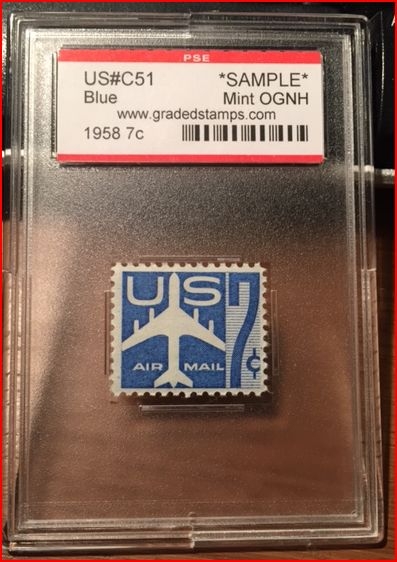 PSE
US#C51 *SAMPLE*
Blue Mint OGNH
www.gradedstamps.com
1958 7c
US 7¢
AIR MAIL